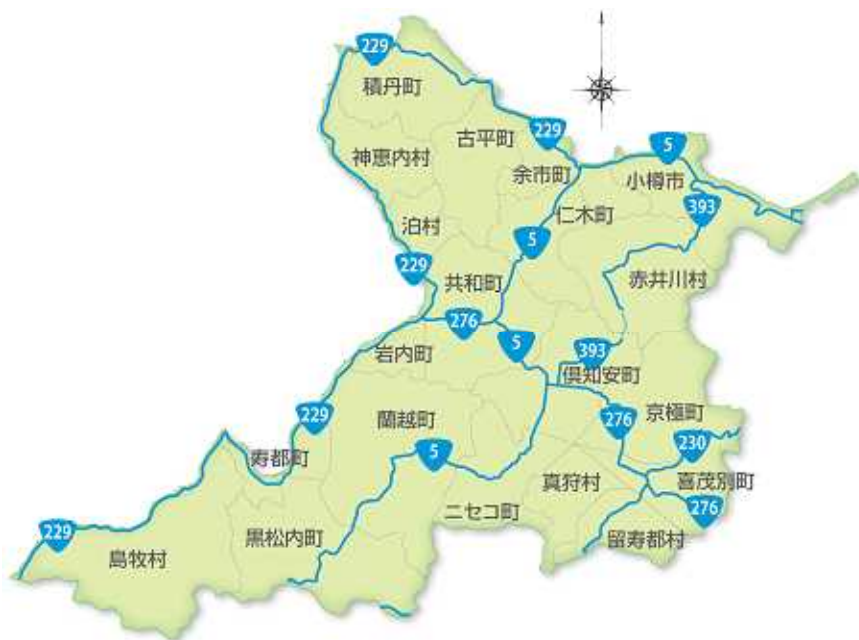 229
積丹町
古平町
229
5
神恵内村
余市町
小樽市
393
仁木町
泊村
5
229
共和町
赤井川村
276
5
393
岩内町
倶知安町
229
蘭越町
276
京極町
230
寿都町
5
真狩村
喜茂別町
ニセコ町
276
229
黒松内町
留寿都村
島牧村